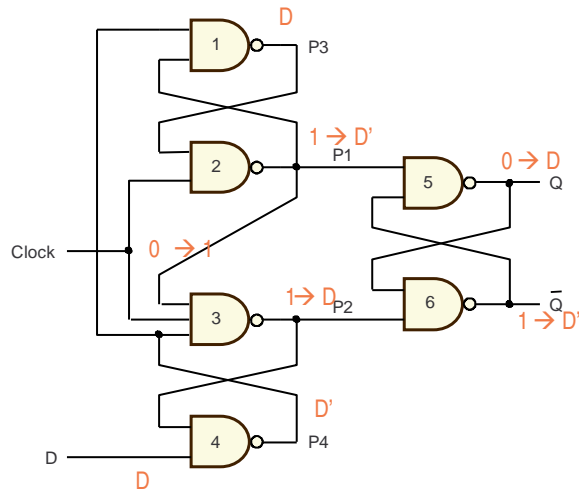 D
1
P3
1 → D'
P1
2
5
0 → D
Q
Clock
0 → 1
1 → D
P2
3
6
Q̅
1 → D'
D'
4
P4
D
D